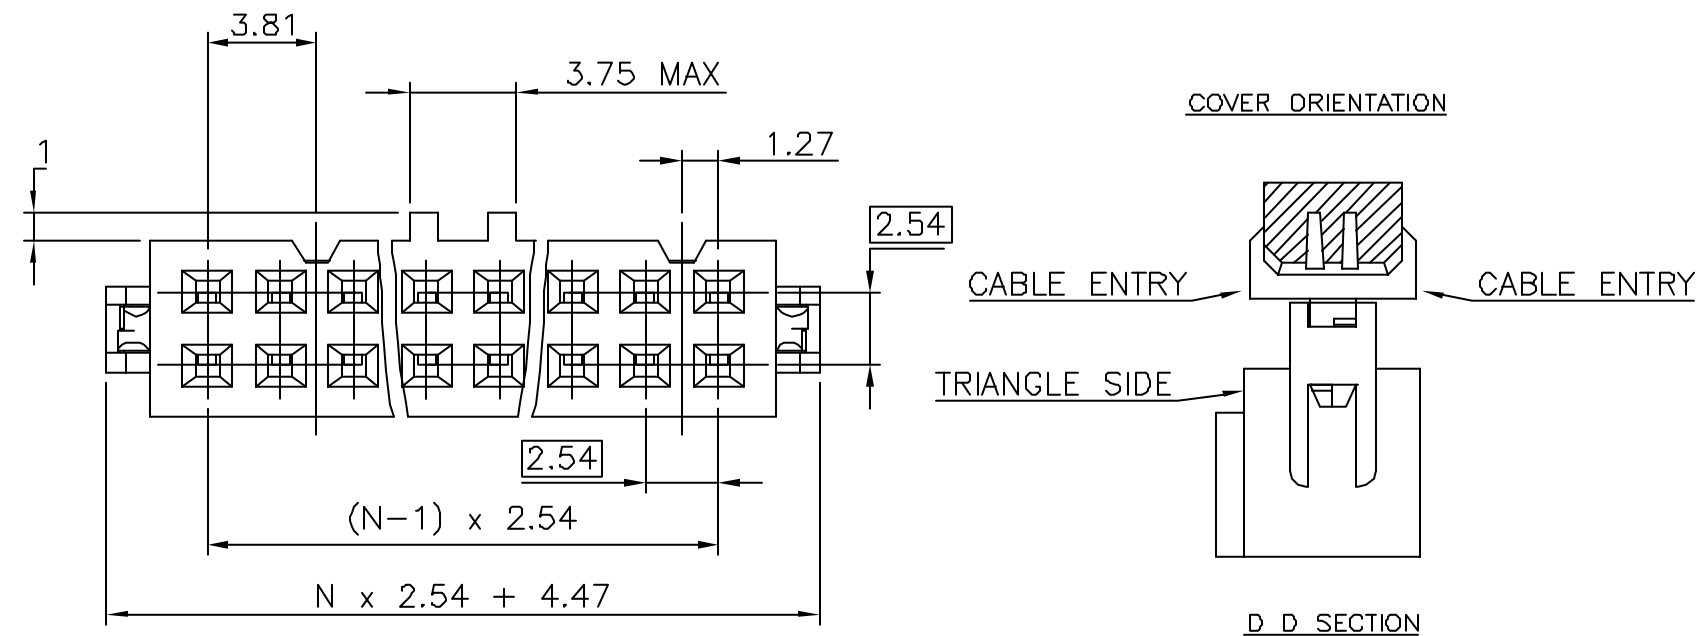 3.81
3.75 MAX
COVER ORIENTATION
1
1.27
2.54
CABLE ENTRY
CABLE ENTRY
TRIANGLE SIDE
2.54
(N-1) x 2.54
N x 2.54 + 4.47
D D SECTION